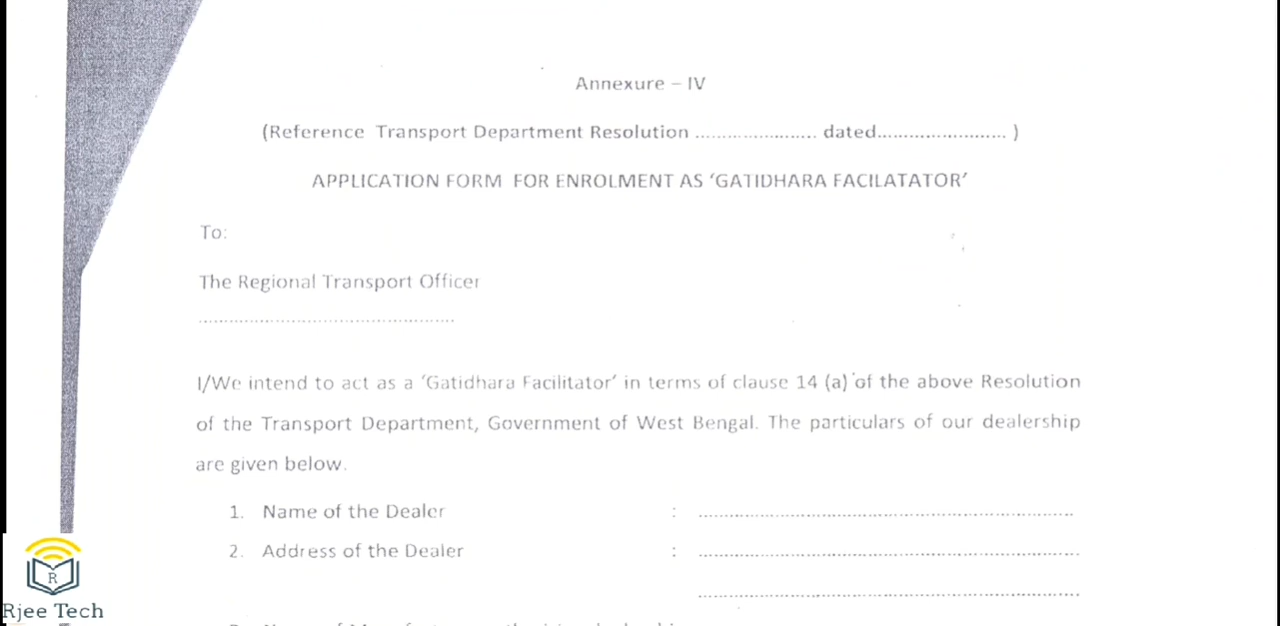 Annexure – IV
(Reference Transport Department Resolution ...................... dated....................... )
APPLICATION FORM FOR ENROLMENT AS ‘GATIDHARA FACILATATOR’
To:
The Regional Transport Officer
..............................................
I/We intend to act as a ‘Gatidhara Facilitator’ in terms of clause 14 (a) of the above Resolution
of the Transport Department, Government of West Bengal. The particulars of our dealership
are given below.
1. Name of the Dealer : ....................................................................
2. Address of the Dealer : .....................................................................
.....................................................................
R
Rjee Tech